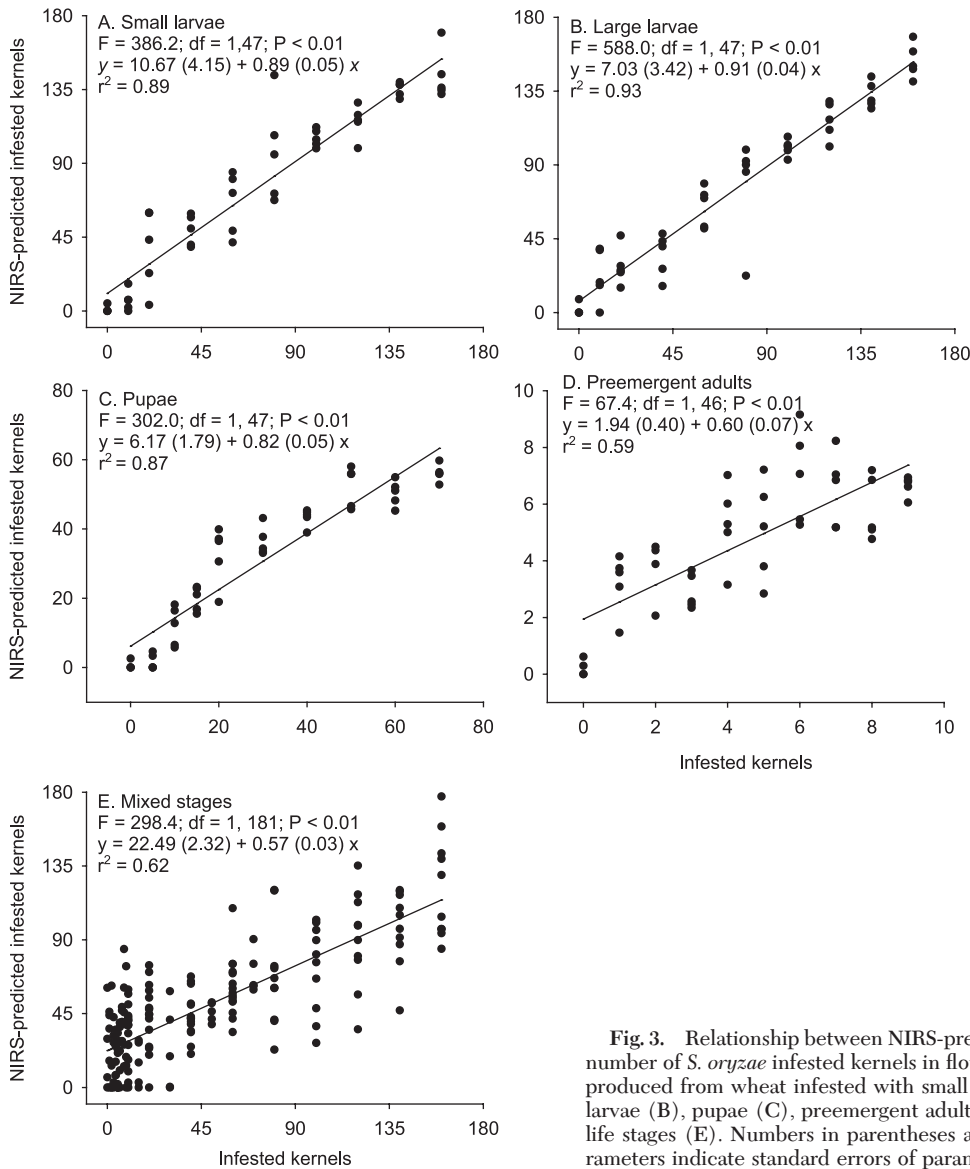 A. Small larvae
F = 386.2; df = 1,47; P < 0.01
y = 10.67 (4.15) + 0.89 (0.05) x
r² = 0.89
NIRS-predicted infested kernels
180
135
90
45
0
0 45 90 135 180
B. Large larvae
F = 588.0; df = 1, 47; P < 0.01
y = 7.03 (3.42) + 0.91 (0.04) x
r² = 0.93
180
135
90
45
0
0 45 90 135 180
C. Pupae
F = 302.0; df = 1, 47; P < 0.01
y = 6.17 (1.79) + 0.82 (0.05) x
r² = 0.87
NIRS-predicted infested kernels
80
60
40
20
0
0 20 40 60 80
D. Preemergent adults
F = 67.4; df = 1, 46; P < 0.01
y = 1.94 (0.40) + 0.60 (0.07) x
r² = 0.59
10
8
6
4
2
0
0 2 4 6 8 10
Infested kernels
E. Mixed stages
F = 298.4; df = 1, 181; P < 0.01
y = 22.49 (2.32) + 0.57 (0.03) x
r² = 0.62
NIRS-predicted infested kernels
180
135
90
45
0
0 45 90 135 180
Infested kernels
Fig. 3. Relationship between NIRS-pre
number of S. oryzae infested kernels in flo
produced from wheat infested with small
larvae (B), pupae (C), preemergent adult
life stages (E). Numbers in parentheses a
rameters indicate standard errors of param